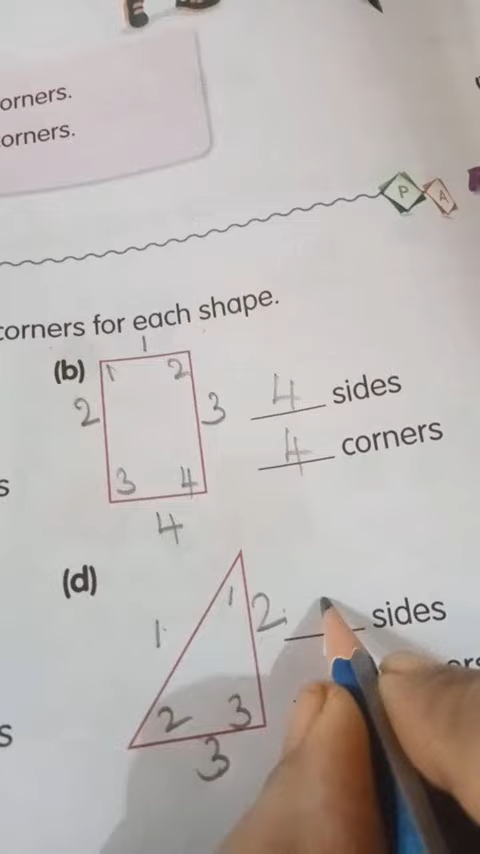 orners.
orners.
P A
corners for each shape.
1
(b) 1 2
2 3 4 sides
4 corners
3 4
4
s
(d)
1 2 sides
1
2 3
3
s